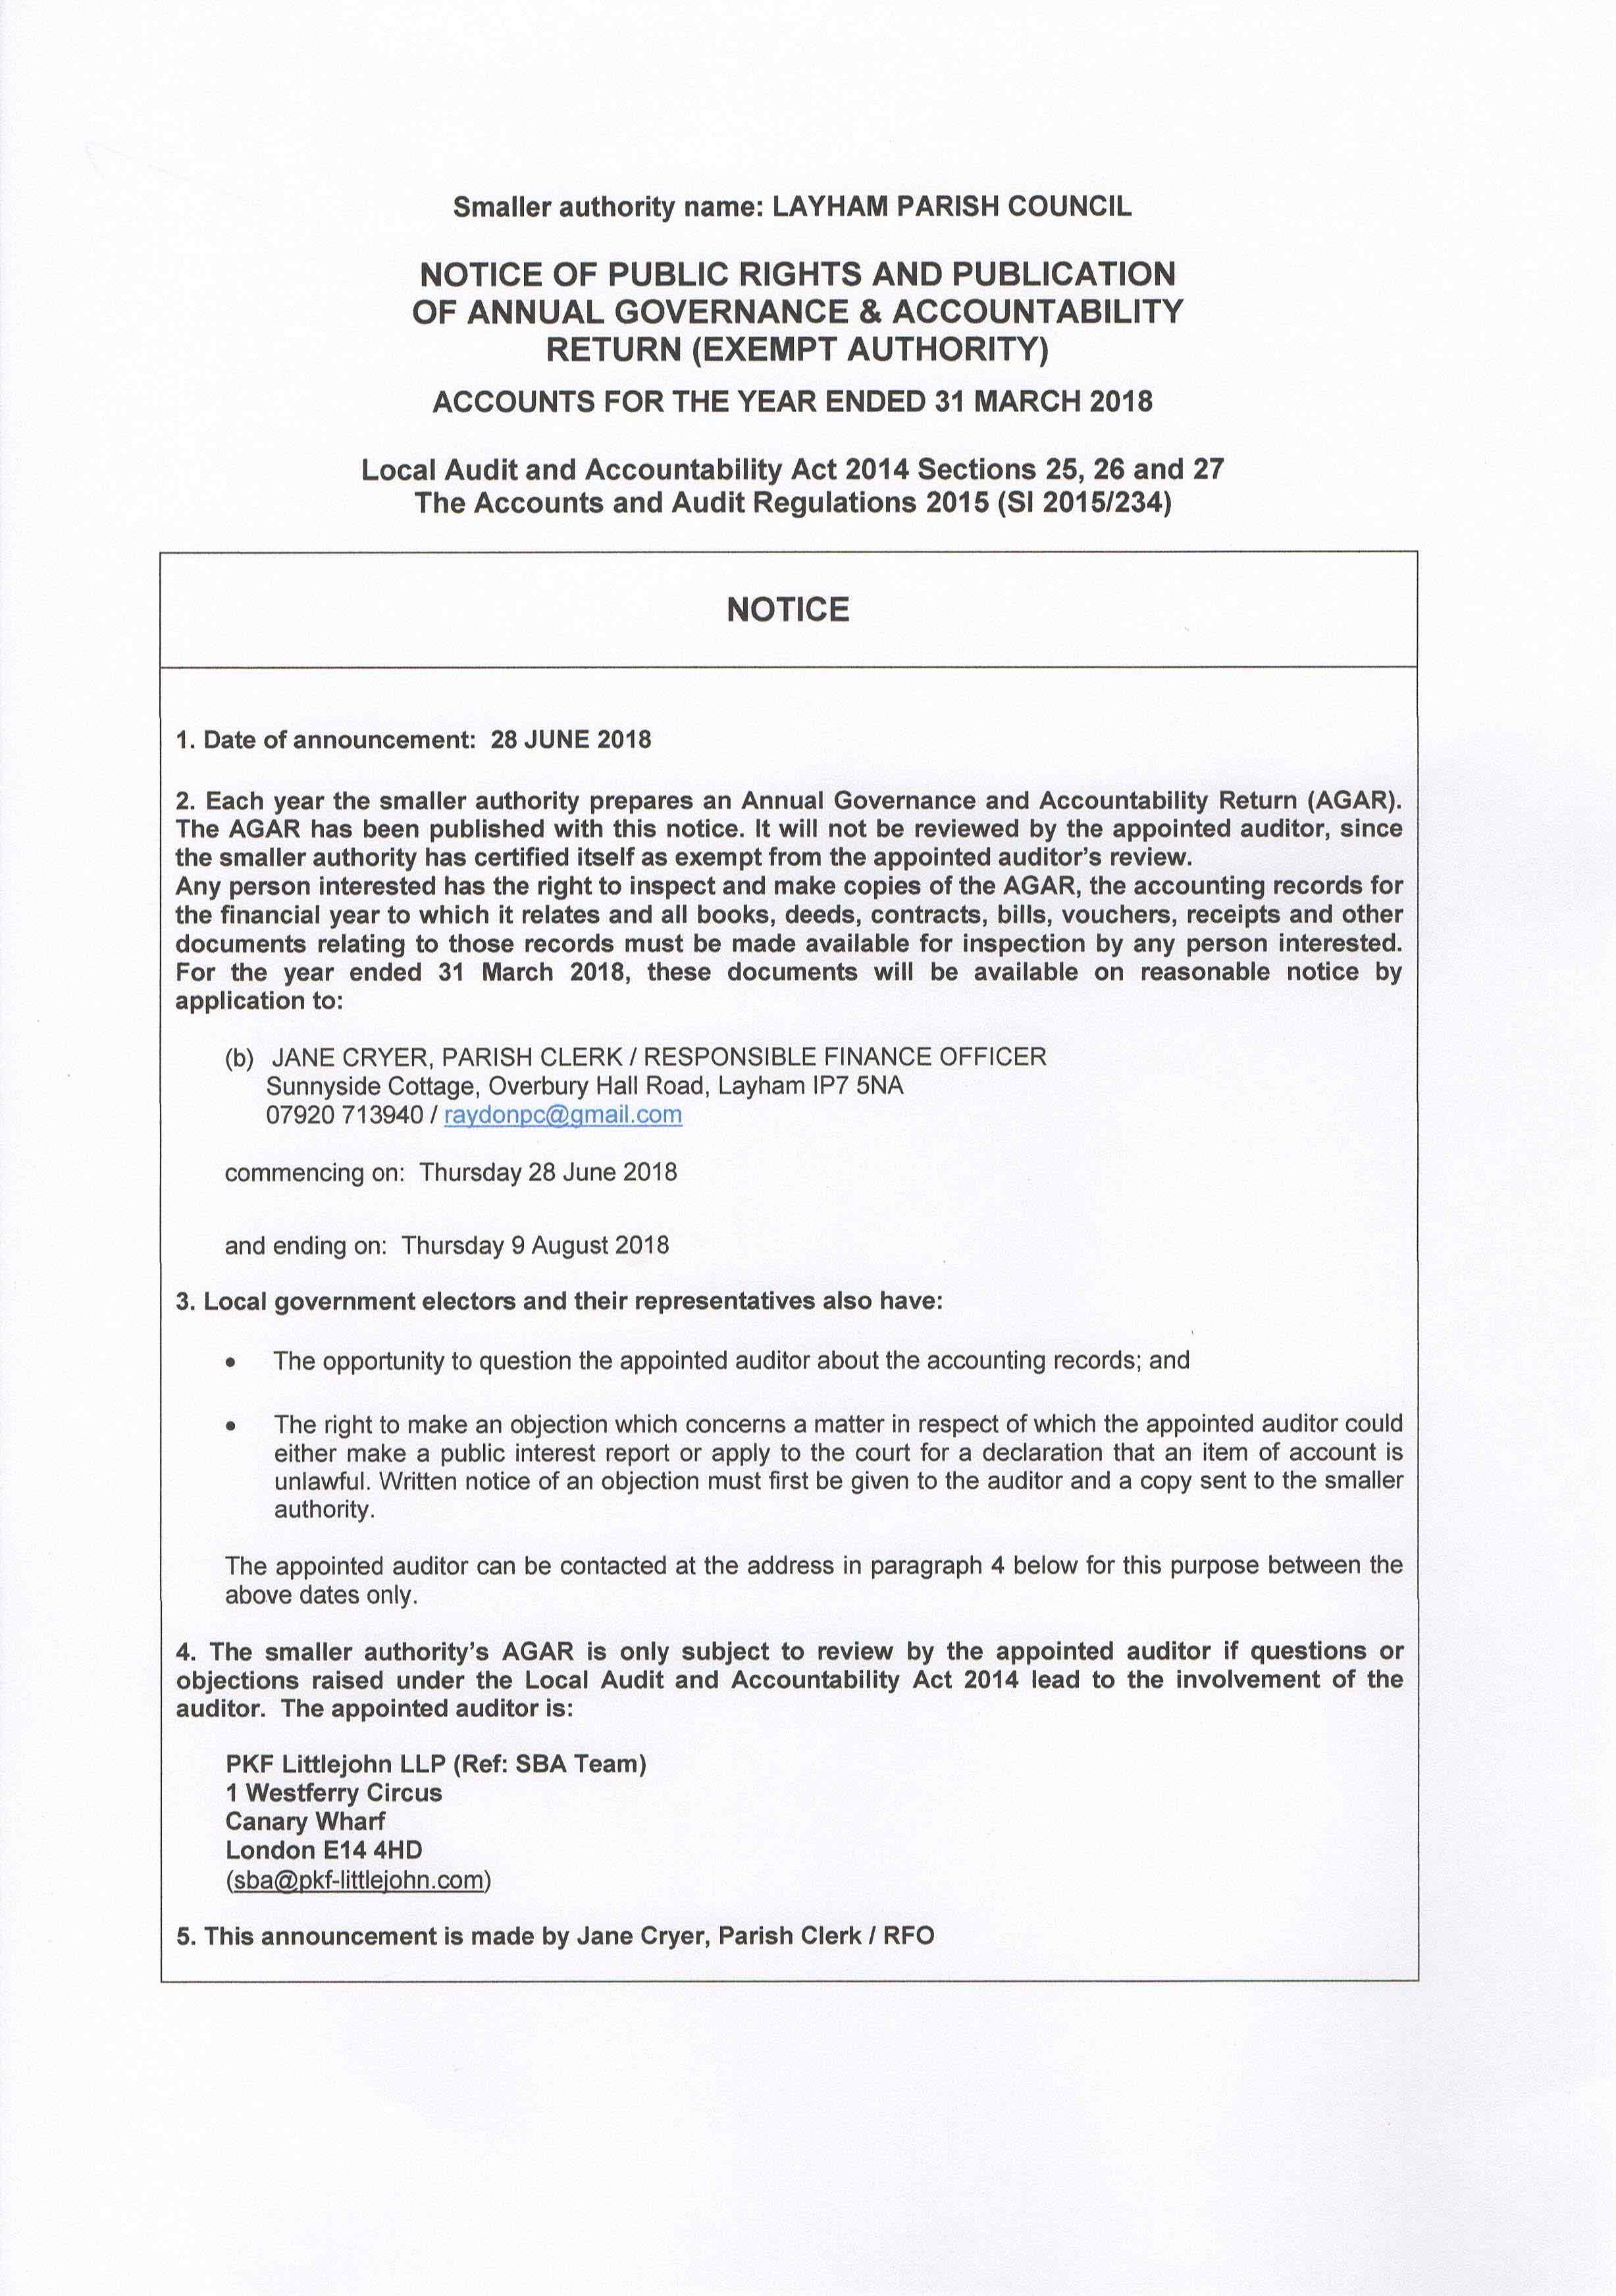 Smaller authority name: LAYHAM PARISH COUNCIL
NOTICE OF PUBLIC RIGHTS AND PUBLICATION
OF ANNUAL GOVERNANCE & ACCOUNTABILITY
RETURN (EXEMPT AUTHORITY)
ACCOUNTS FOR THE YEAR ENDED 31 MARCH 2018
Local Audit and Accountability Act 2014 Sections 25, 26 and 27
The Accounts and Audit Regulations 2015 (SI 2015/234)
NOTICE
1. Date of announcement: 28 JUNE 2018
2. Each year the smaller authority prepares an Annual Governance and Accountability Return (AGAR).
The AGAR has been published with this notice. It will not be reviewed by the appointed auditor, since
the smaller authority has certified itself as exempt from the appointed auditor's review.
Any person interested has the right to inspect and make copies of the AGAR, the accounting records for
the financial year to which it relates and all books, deeds, contracts, bills, vouchers, receipts and other
documents relating to those records must be made available for inspection by any person interested.
For the year ended 31 March 2018, these documents will be available on reasonable notice by
application to:
(b) JANE CRYER, PARISH CLERK / RESPONSIBLE FINANCE OFFICER
Sunnyside Cottage, Overbury Hall Road, Layham IP7 5NA
07920 713940 / raydonpc@gmail.com
commencing on: Thursday 28 June 2018
and ending on: Thursday 9 August 2018
3. Local government electors and their representatives also have:
• The opportunity to question the appointed auditor about the accounting records; and
• The right to make an objection which concerns a matter in respect of which the appointed auditor could
either make a public interest report or apply to the court for a declaration that an item of account is
unlawful. Written notice of an objection must first be given to the auditor and a copy sent to the smaller
authority.
The appointed auditor can be contacted at the address in paragraph 4 below for this purpose between the
above dates only.
4. The smaller authority's AGAR is only subject to review by the appointed auditor if questions or
objections raised under the Local Audit and Accountability Act 2014 lead to the involvement of the
auditor. The appointed auditor is:
PKF Littlejohn LLP (Ref: SBA Team)
1 Westferry Circus
Canary Wharf
London E14 4HD
(sba@pkf-littlejohn.com)
5. This announcement is made by Jane Cryer, Parish Clerk / RFO